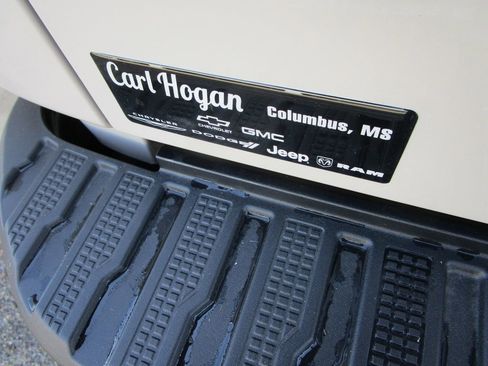 Carl Hogan
Columbus, MS
CHRYSLER CHEVROLET GMC
DODGE Jeep RAM